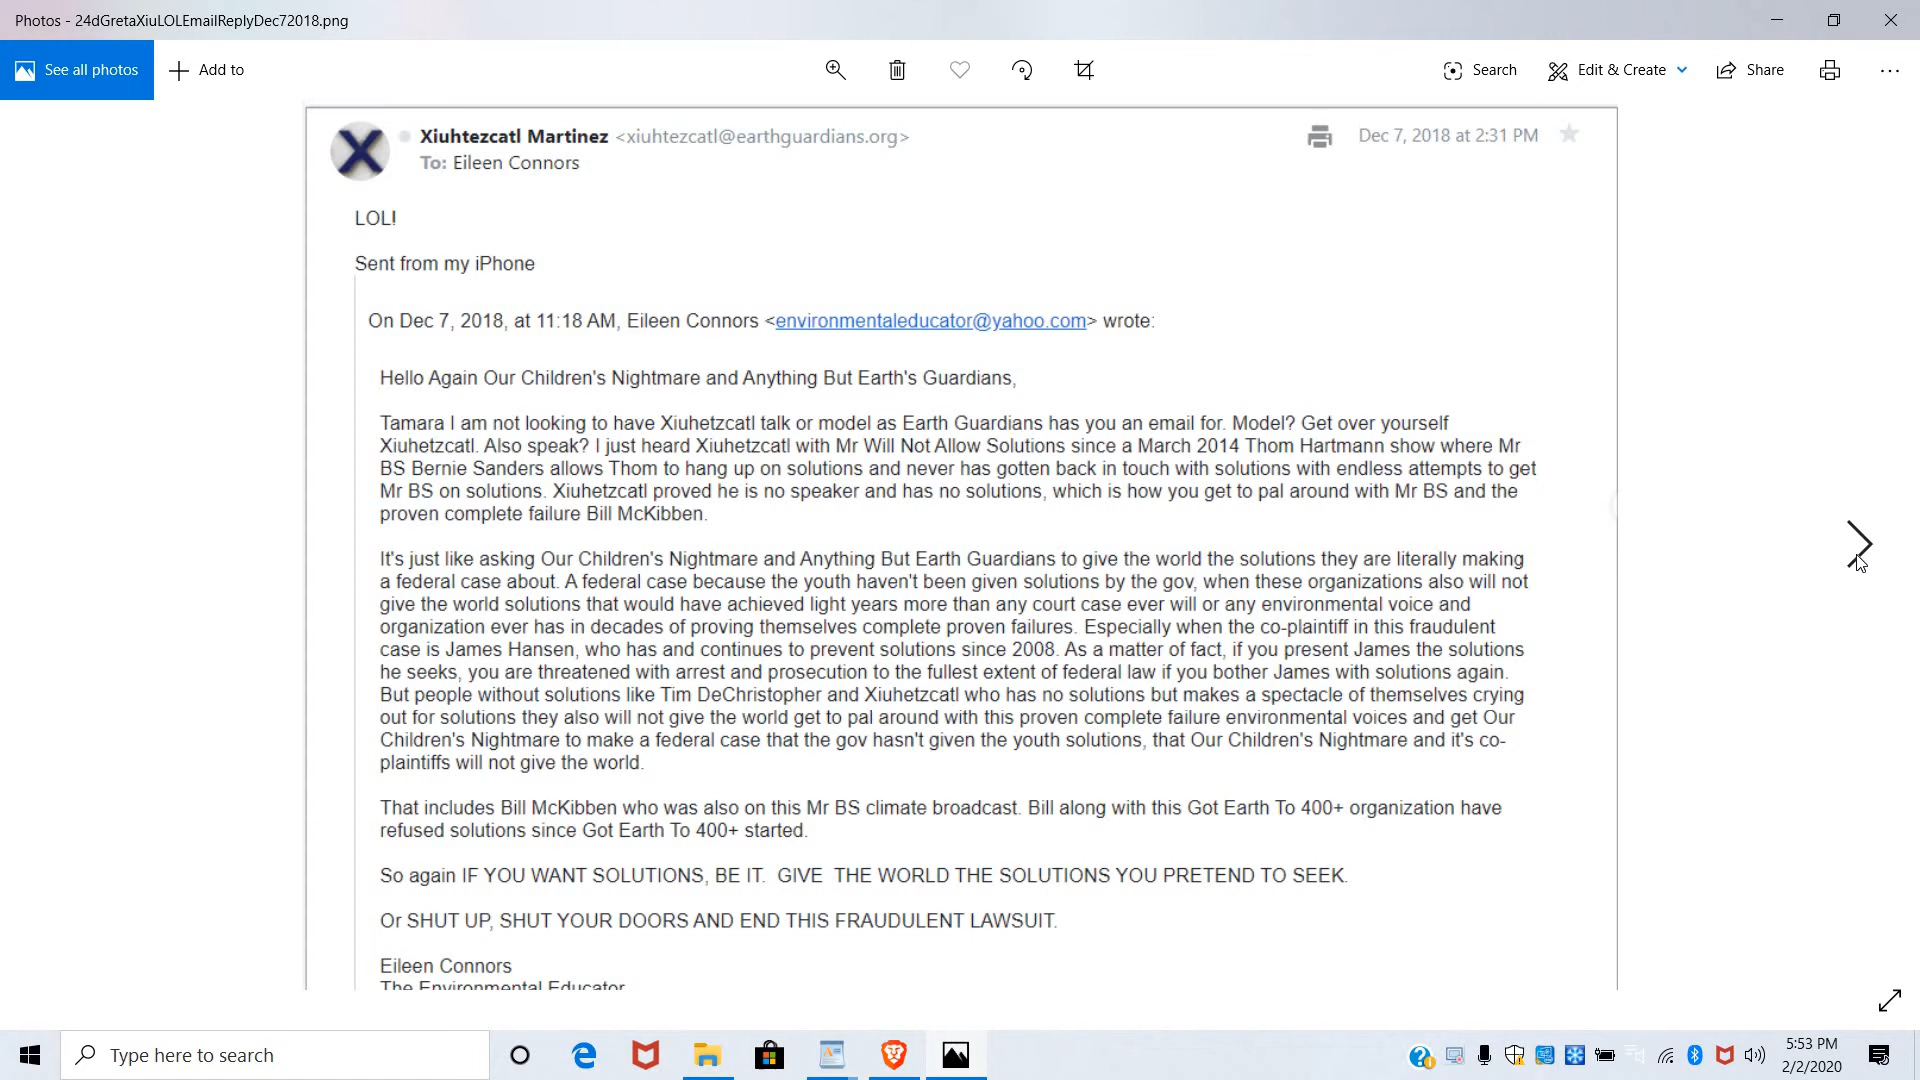 Photos - 24dGretaXiuLOLEmailReplyDec72018.png
See all photos
Add to
Search
Edit & Create
Share
Xiuhtezcatl Martinez <xiuhtezcatl@earthguardians.org>
Dec 7, 2018 at 2:31 PM
To: Eileen Connors
LOL!
Sent from my iPhone
On Dec 7, 2018, at 11:18 AM, Eileen Connors <environmentaleducator@yahoo.com> wrote:
Hello Again Our Children's Nightmare and Anything But Earth's Guardians,
Tamara I am not looking to have Xiuhetzcatl talk or model as Earth Guardians has you an email for. Model? Get over yourself
Xiuhetzcatl. Also speak? I just heard Xiuhetzcatl with Mr Will Not Allow Solutions since a March 2014 Thom Hartmann show where Mr
BS Bernie Sanders allows Thom to hang up on solutions and never has gotten back in touch with solutions with endless attempts to get
Mr BS on solutions. Xiuhetzcatl proved he is no speaker and has no solutions, which is how you get to pal around with Mr BS and the
proven complete failure Bill McKibben.
It's just like asking Our Children's Nightmare and Anything But Earth Guardians to give the world the solutions they are literally making
a federal case about. A federal case because the youth haven't been given solutions by the gov, when these organizations also will not
give the world solutions that would have achieved light years more than any court case ever will or any environmental voice and
organization ever has in decades of proving themselves complete proven failures. Especially when the co-plaintiff in this fraudulent
case is James Hansen, who has and continues to prevent solutions since 2008. As a matter of fact, if you present James the solutions
he seeks, you are threatened with arrest and prosecution to the fullest extent of federal law if you bother James with solutions again.
But people without solutions like Tim DeChristopher and Xiuhetzcatl who has no solutions but makes a spectacle of themselves crying
out for solutions they also will not give the world get to pal around with this proven complete failure environmental voices and get Our
Children's Nightmare to make a federal case that the gov hasn't given the youth solutions, that Our Children's Nightmare and it's co-
plaintiffs will not give the world.
That includes Bill McKibben who was also on this Mr BS climate broadcast. Bill along with this Got Earth To 400+ organization have
refused solutions since Got Earth To 400+ started.
So again IF YOU WANT SOLUTIONS, BE IT.  GIVE  THE WORLD THE SOLUTIONS YOU PRETEND TO SEEK.
Or SHUT UP, SHUT YOUR DOORS AND END THIS FRAUDULENT LAWSUIT.
Eileen Connors
The Environmental Educator
Type here to search
5:53 PM
2/2/2020